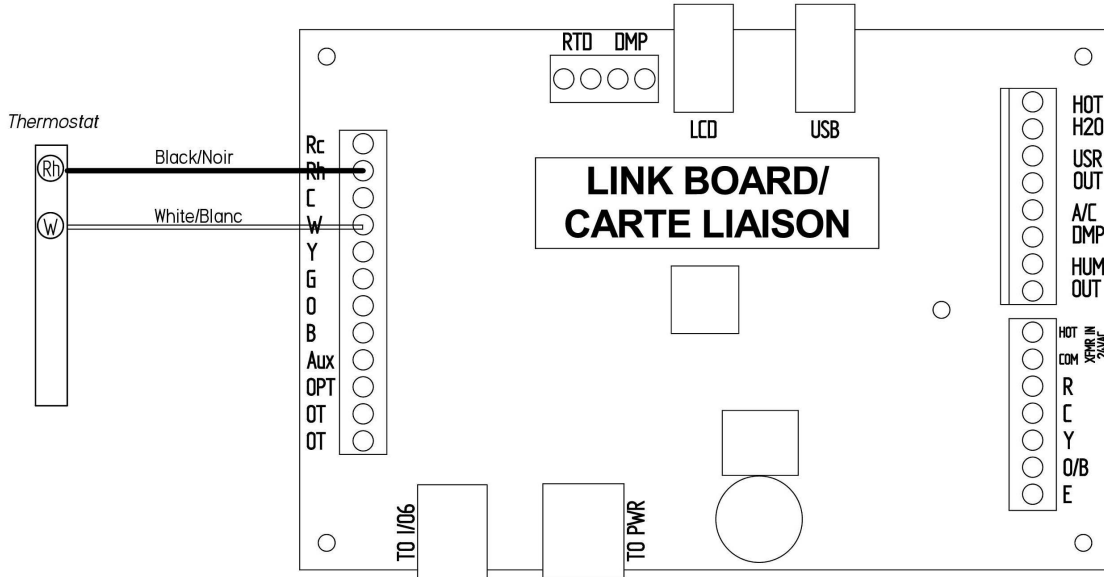 RTD DMP
LCD
USB
Thermostat
Rh
W
Black/Noir
White/Blanc
Rc
Rh
C
W
Y
G
O
B
Aux
OPT
OT
OT
LINK BOARD/
CARTE LIAISON
HOT
H2O
USR
OUT
A/C
DMP
HUM
OUT
HOT
COM
XFMR IN
24VAC
R
C
Y
O/B
E
TO I/O6
TO PWR